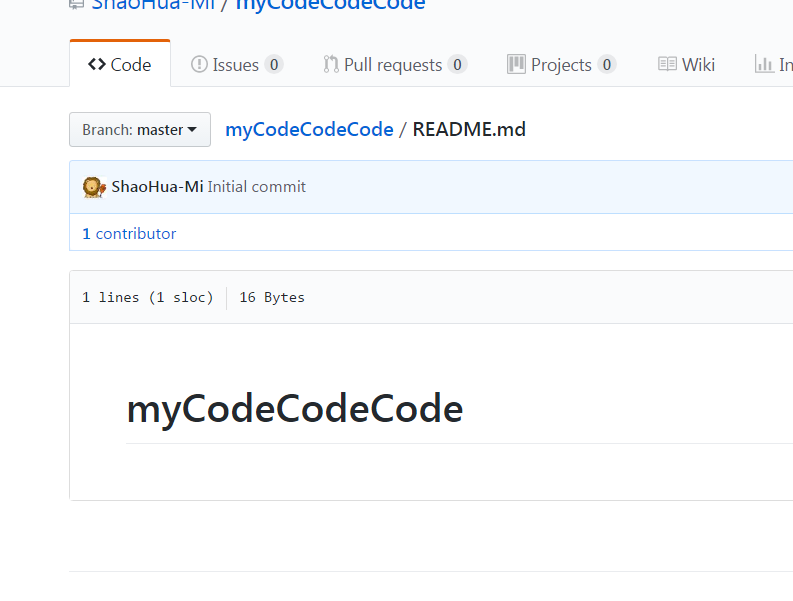 ShaoHua-Mi / myCodeCodeCode
Code Issues 0 Pull requests 0 Projects 0 Wiki
Branch: master myCodeCodeCode / README.md
ShaoHua-Mi Initial commit
1 contributor
1 lines (1 sloc) 16 Bytes
myCodeCodeCode